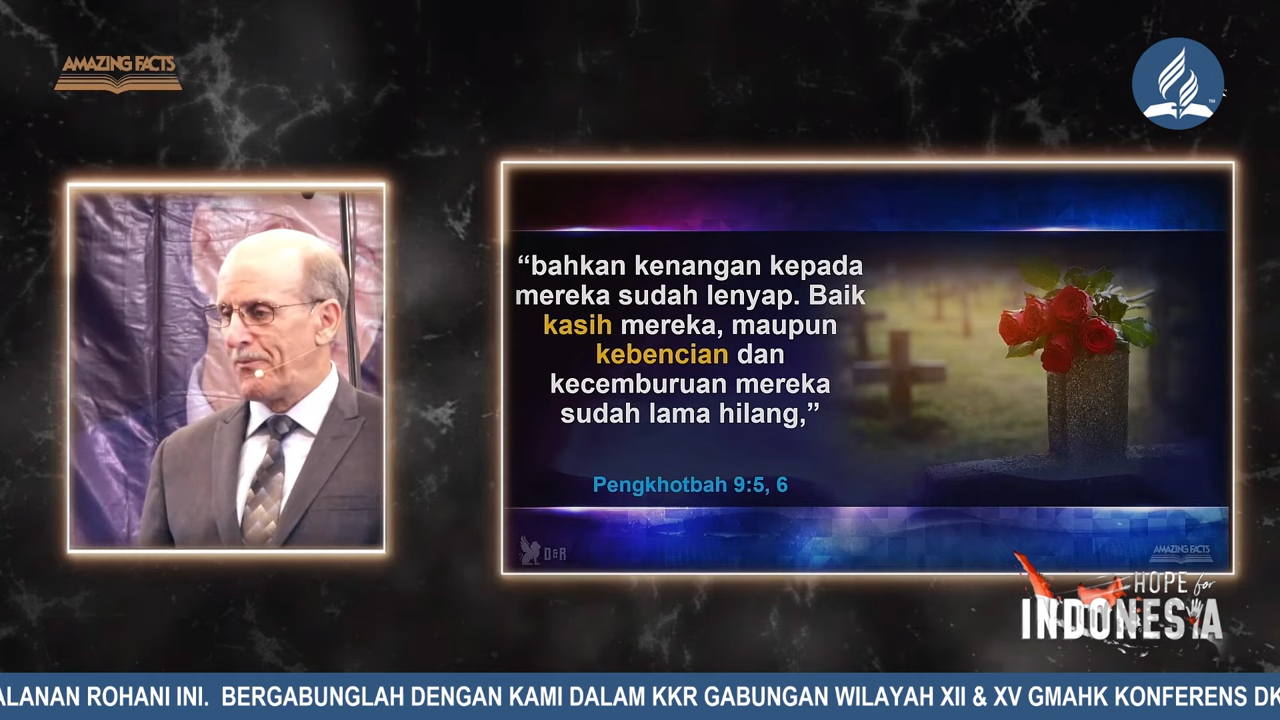 AMAZING FACTS
“bahkan kenangan kepada
mereka sudah lenyap. Baik
kasih mereka, maupun
kebencian dan
kecemburuan mereka
sudah lama hilang,”
Pengkhotbah 9:5, 6
D&R
AMAZING FACTS
HOPE for
INDONESIA
ALANAN ROHANI INI. BERGABUNGLAH DENGAN KAMI DALAM KKR GABUNGAN WILAYAH XII & XV GMAHK KONFERENS DK